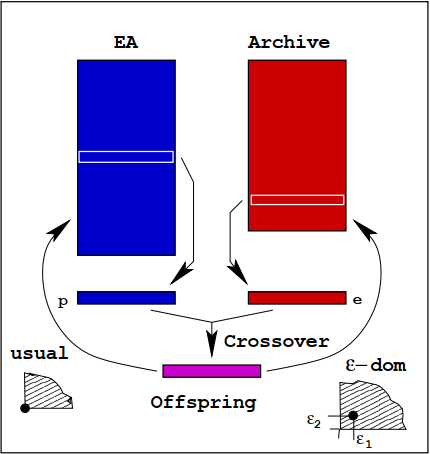 EA
Archive
p
e
Crossover
usual
ε-dom
Offspring
ε2
ε1